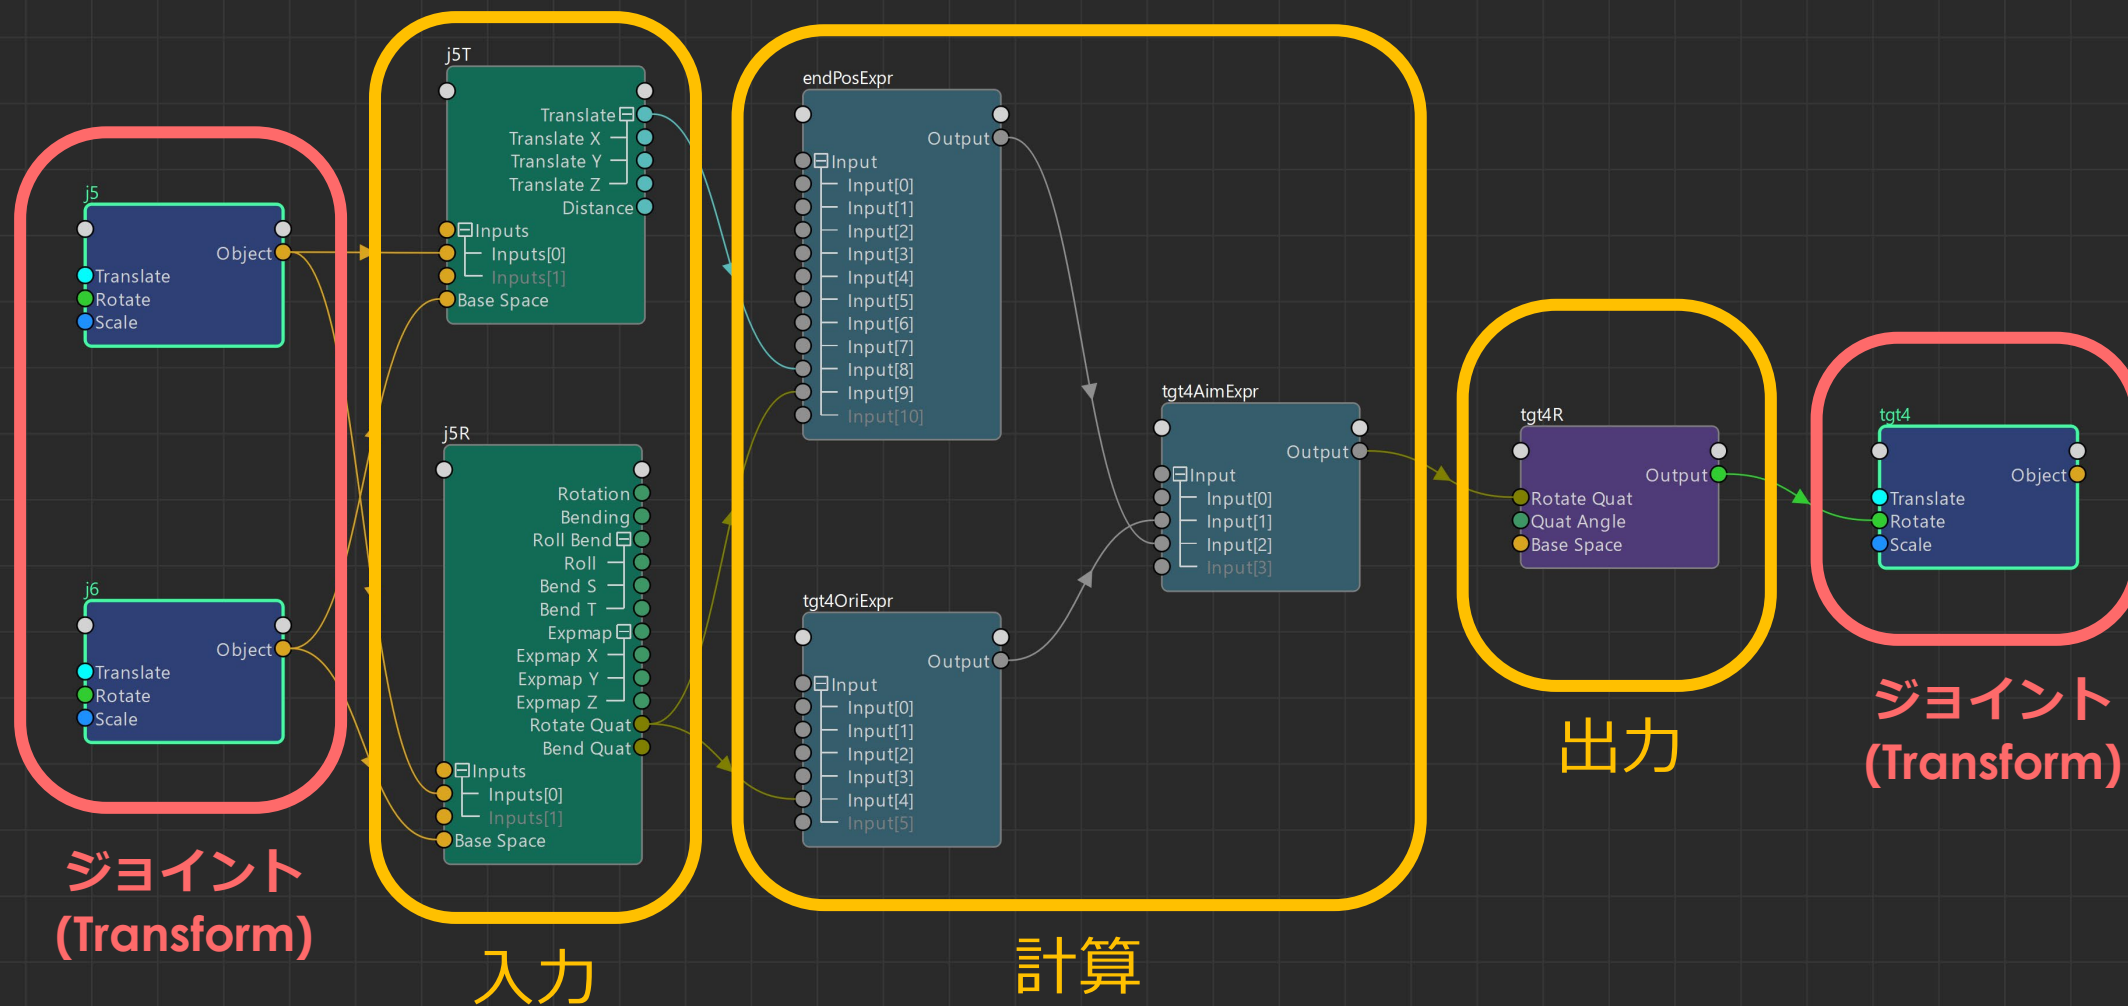 j5
Object
Translate
Rotate
Scale
j6
Object
Translate
Rotate
Scale
ジョイント
(Transform)
j5T
Translate
Translate X
Translate Y
Translate Z
Distance
Inputs
Inputs[0]
Inputs[1]
Base Space
j5R
Rotation
Bending
Roll Bend
Roll
Bend S
Bend T
Expmap
Expmap X
Expmap Y
Expmap Z
Rotate Quat
Bend Quat
Inputs
Inputs[0]
Inputs[1]
Base Space
入力
endPosExpr
Output
Input
Input[0]
Input[1]
Input[2]
Input[3]
Input[4]
Input[5]
Input[6]
Input[7]
Input[8]
Input[9]
Input[10]
tgt4OriExpr
Output
Input
Input[0]
Input[1]
Input[2]
Input[3]
Input[4]
Input[5]
tgt4AimExpr
Output
Input
Input[0]
Input[1]
Input[2]
Input[3]
計算
tgt4R
Output
Rotate Quat
Quat Angle
Base Space
出力
tgt4
Object
Translate
Rotate
Scale
ジョイント
(Transform)